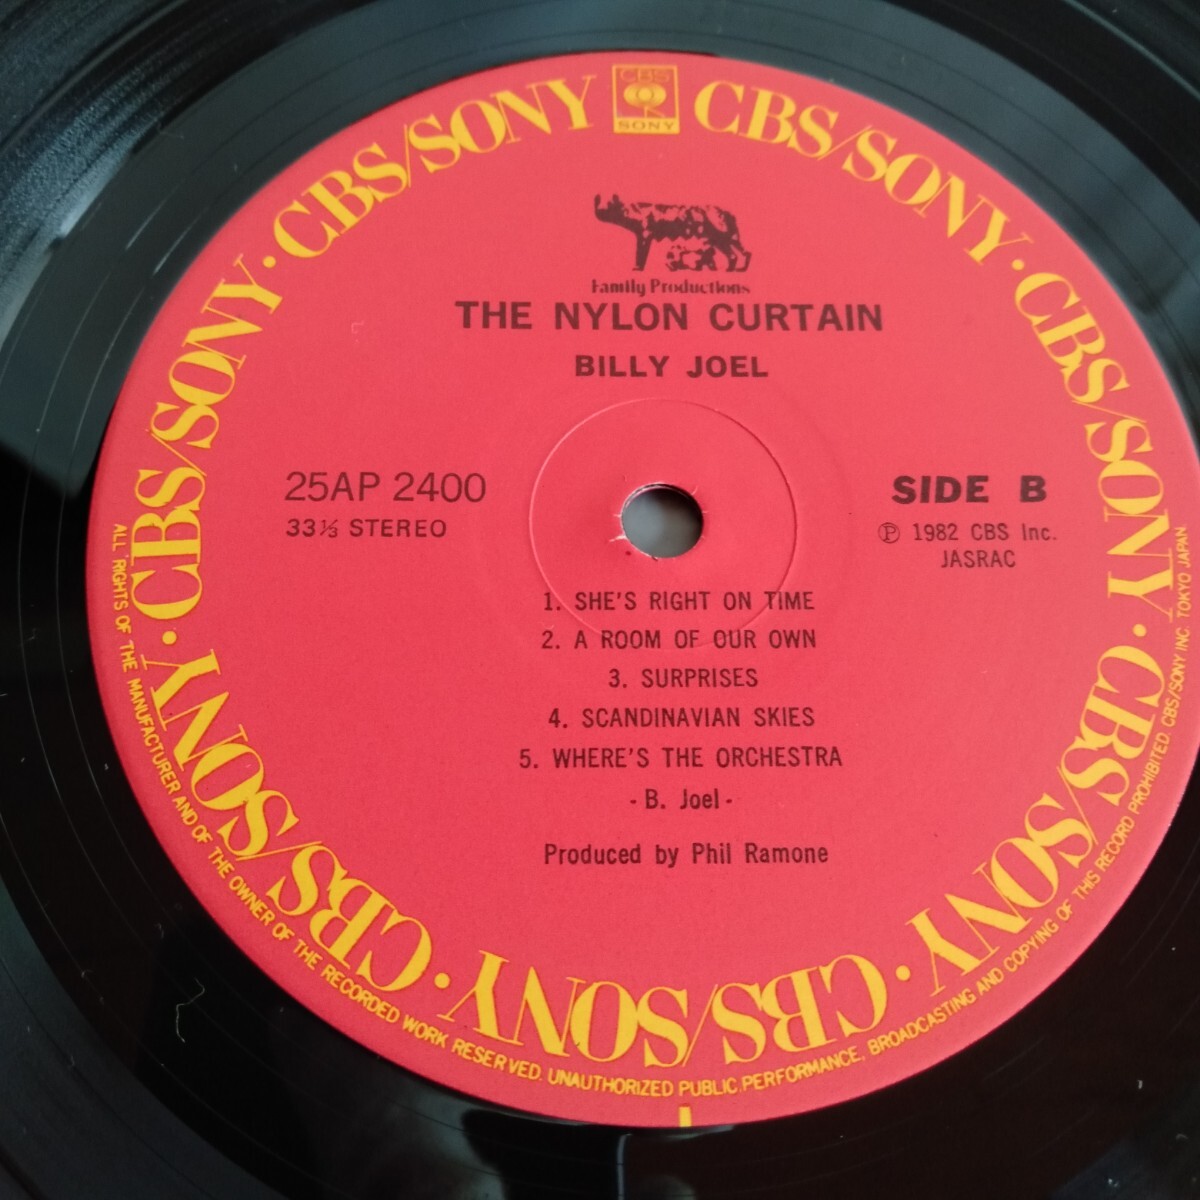 CBS/SONY · CBS/SONY · CBS/SONY · CBS/SONY · CBS/SONY · CBS/SONY · CBS/SONY · CBS/SONY
CBS
SONY
Family Productions
THE NYLON CURTAIN
BILLY JOEL
25AP 2400
33⅓ STEREO
SIDE B
℗ 1982 CBS Inc.
JASRAC
1. SHE'S RIGHT ON TIME
2. A ROOM OF OUR OWN
3. SURPRISES
4. SCANDINAVIAN SKIES
5. WHERE'S THE ORCHESTRA
- B. Joel -
Produced by Phil Ramone
ALL RIGHTS OF THE MANUFACTURER AND OF THE OWNER OF THE RECORDED WORK RESERVED. UNAUTHORIZED PUBLIC PERFORMANCE, BROADCASTING AND COPYING OF THIS RECORD PROHIBITED. CBS/SONY INC. TOKYO JAPAN.